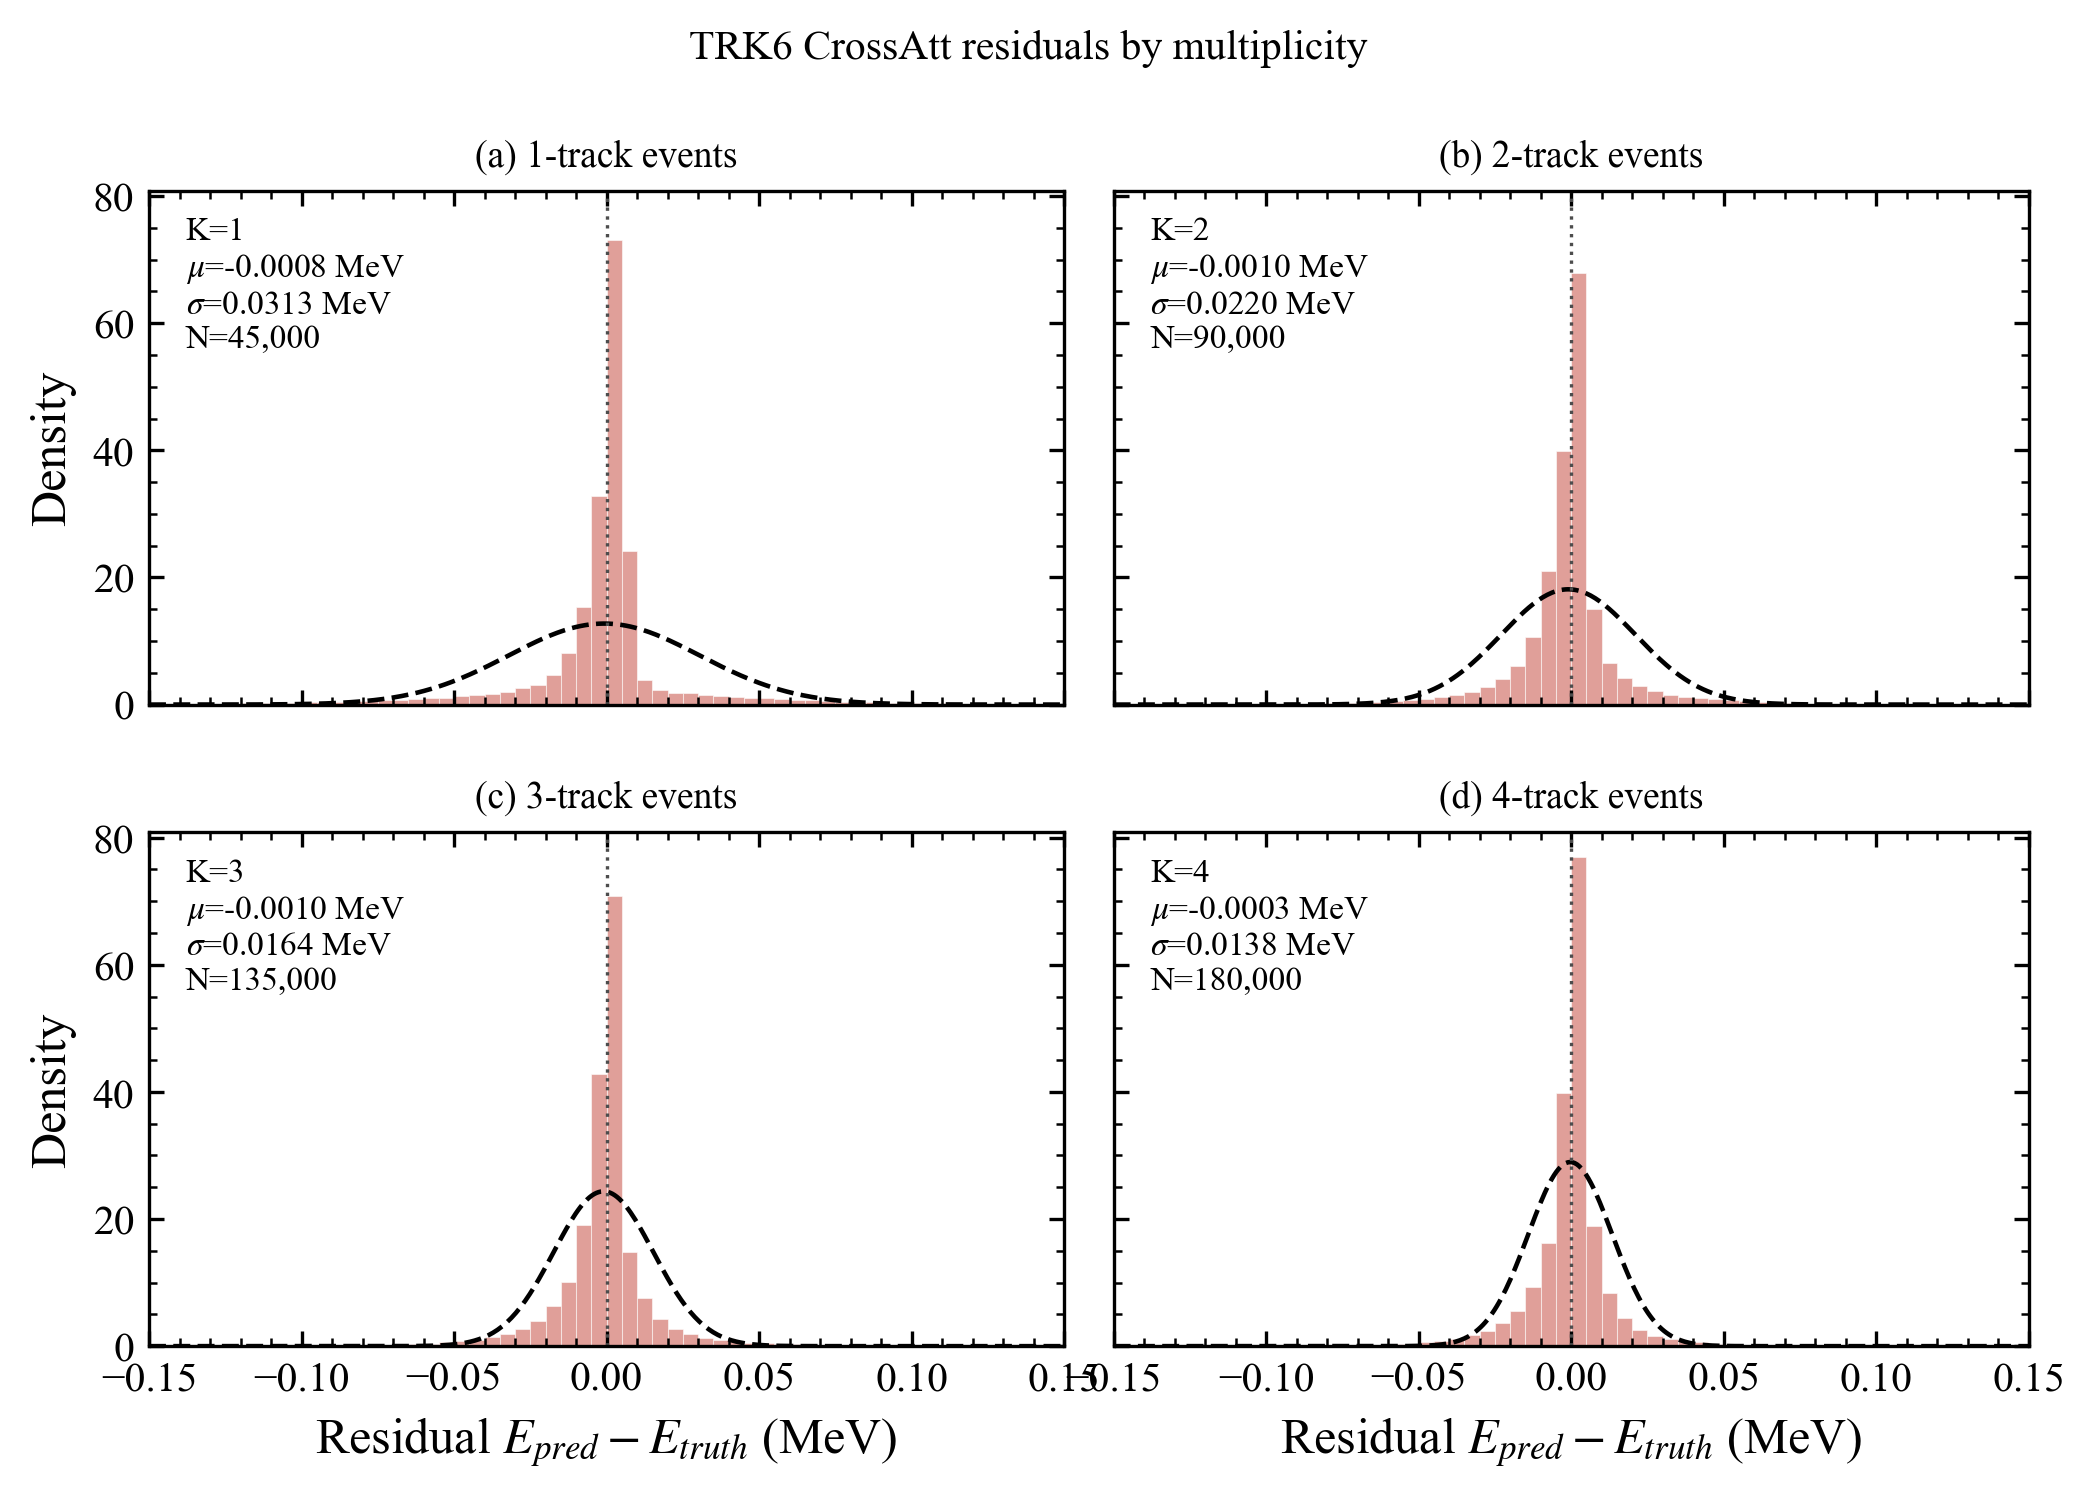 TRK6 CrossAtt residuals by multiplicity
(a) 1-track events
80
60
40
20
0
Density
K=1
μ=-0.0008 MeV
σ=0.0313 MeV
N=45,000
(b) 2-track events
K=2
μ=-0.0010 MeV
σ=0.0220 MeV
N=90,000
(c) 3-track events
80
60
40
20
0
Density
K=3
μ=-0.0010 MeV
σ=0.0164 MeV
N=135,000
−0.15 −0.10 −0.05 0.00 0.05 0.10 0.15
Residual E_pred − E_truth (MeV)
(d) 4-track events
K=4
μ=-0.0003 MeV
σ=0.0138 MeV
N=180,000
−0.15 −0.10 −0.05 0.00 0.05 0.10 0.15
Residual E_pred − E_truth (MeV)